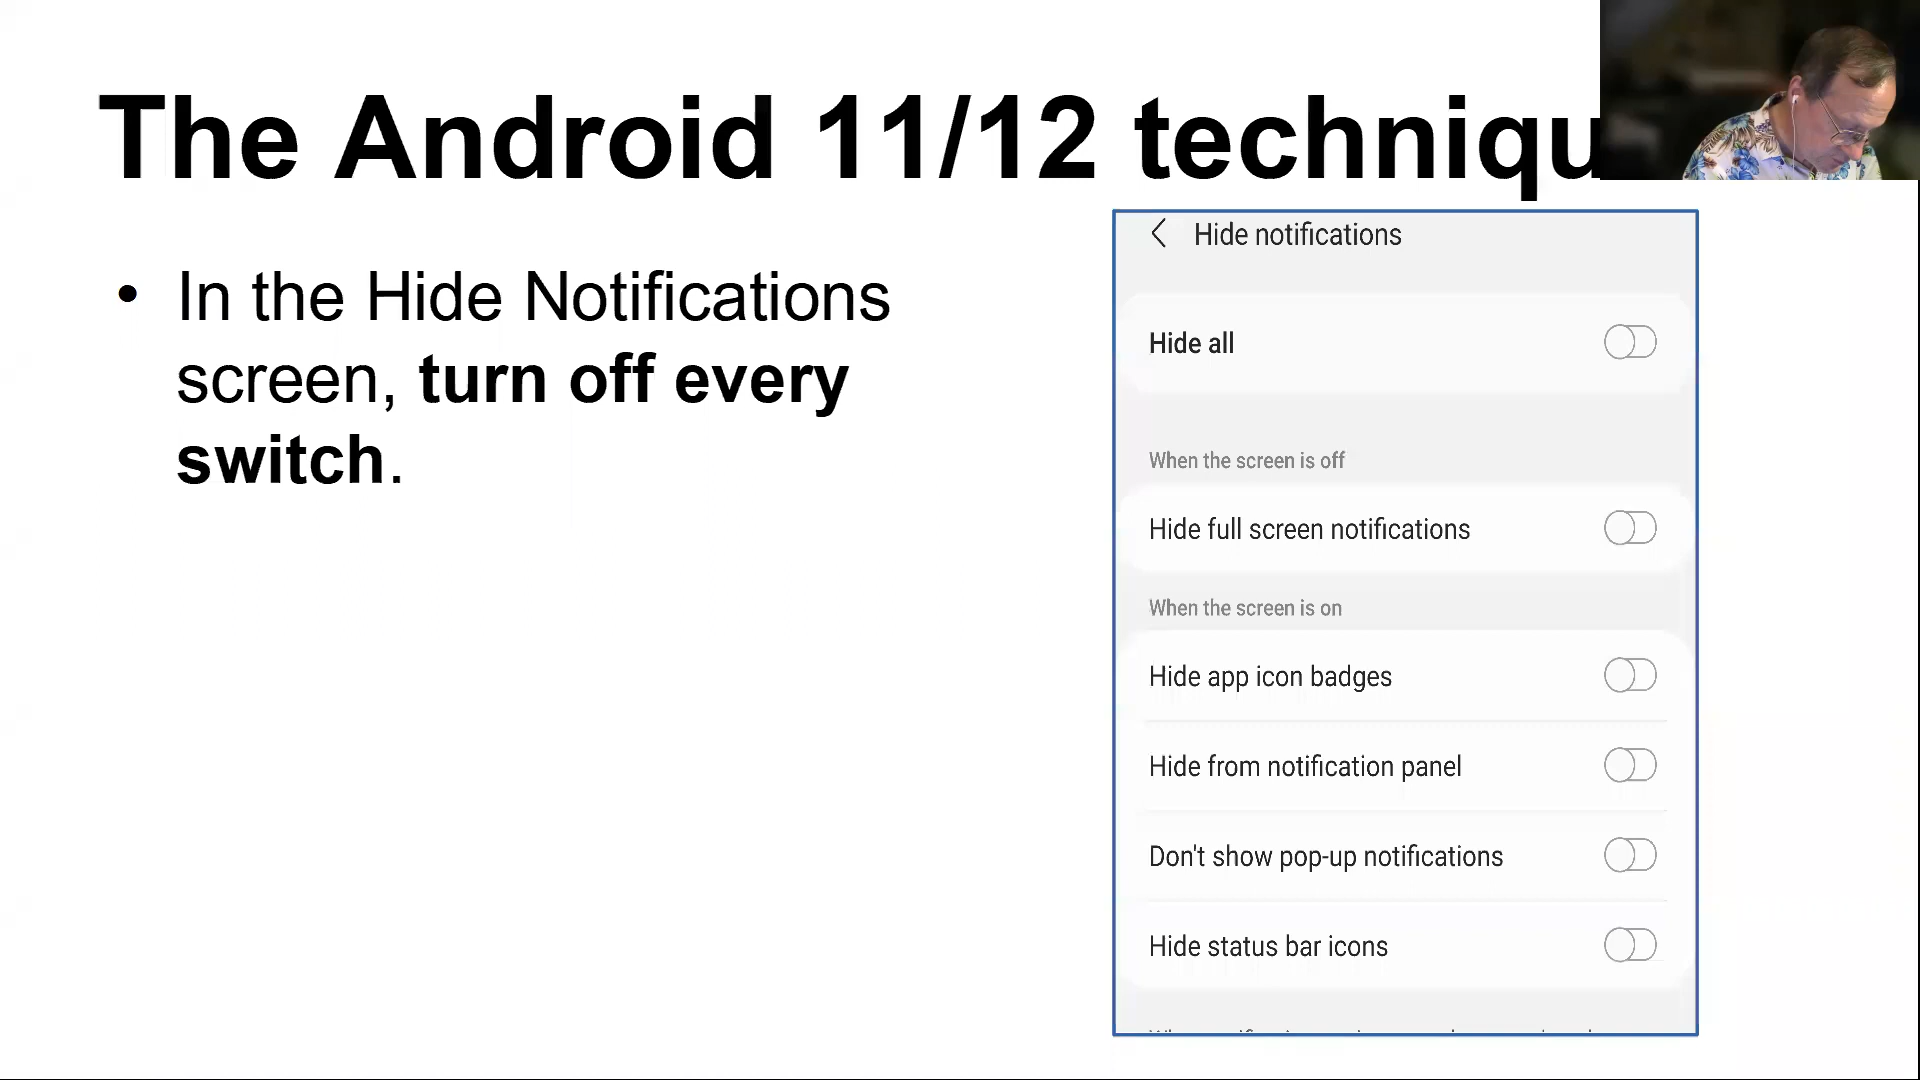 The Android 11/12 techniqu
• In the Hide Notifications
screen, turn off every
switch.
Hide notifications
Hide all
When the screen is off
Hide full screen notifications
When the screen is on
Hide app icon badges
Hide from notification panel
Don't show pop-up notifications
Hide status bar icons